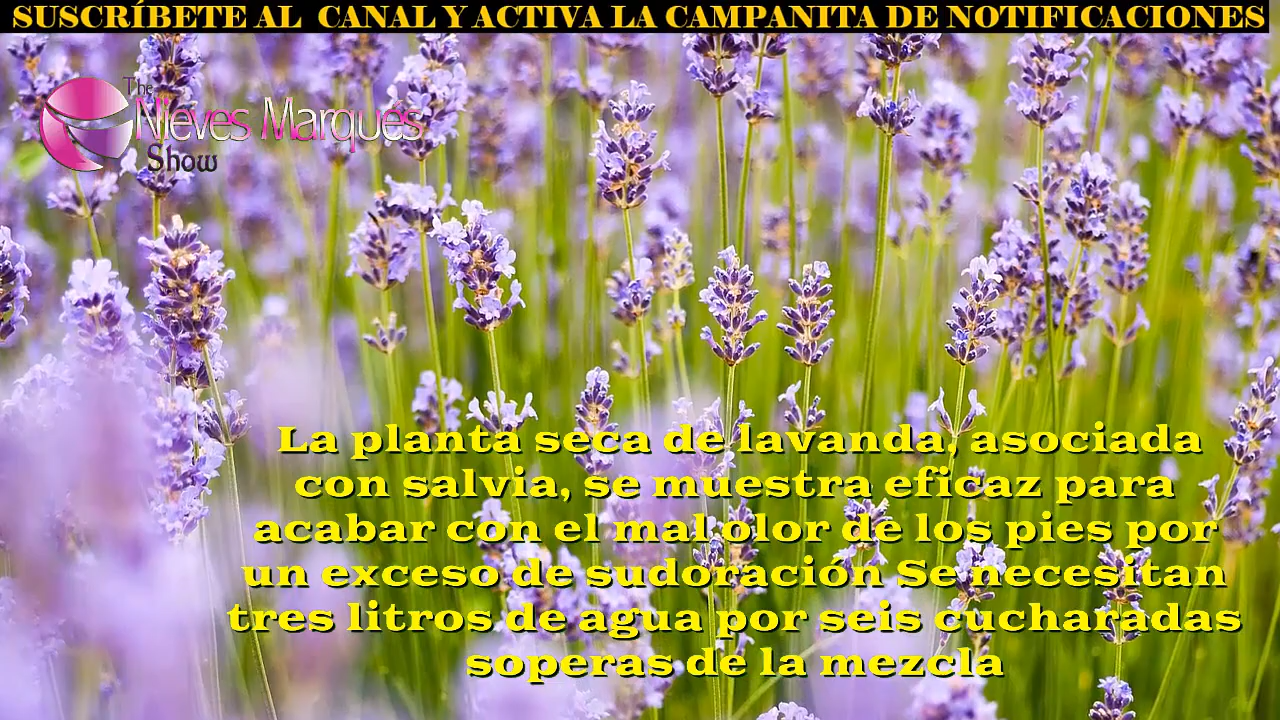 SUSCRÍBETE AL CANAL Y ACTIVA LA CAMPANITA DE NOTIFICACIONES
The
Nieves Marqués
Show
La planta seca de lavanda, asociada
con salvia, se muestra eficaz para
acabar con el mal olor de los pies por
un exceso de sudoración Se necesitan
tres litros de agua por seis cucharadas
soperas de la mezcla